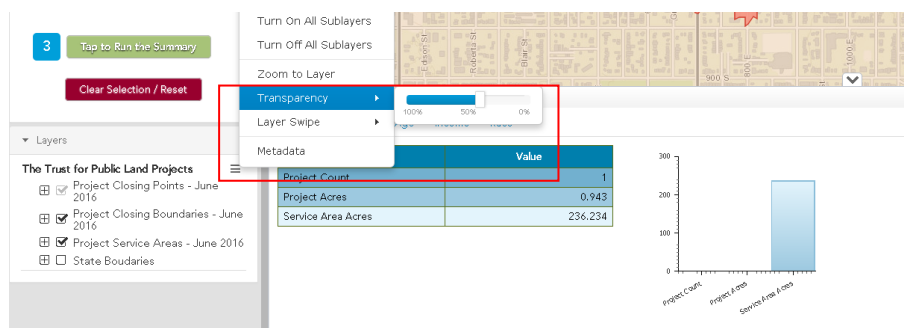 Turn On All Sublayers
Turn Off All Sublayers
Zoom to Layer
Transparency
Layer Swipe
Metadata
100% 50% 0%
3 Tap to Run the Summary
Clear Selection / Reset
Edison St
Roberta St
Blair St
900 S
800 E
1000 E
Layers
The Trust for Public Land Projects
Project Closing Points - June
2016
Project Closing Boundaries - June
2016
Project Service Areas - June 2016
State Boudaries
Value
Project Count 1
Project Acres 0.943
Service Area Acres 236.234
300
200
100
0
Project Count
Project Acres
Service Area Acres